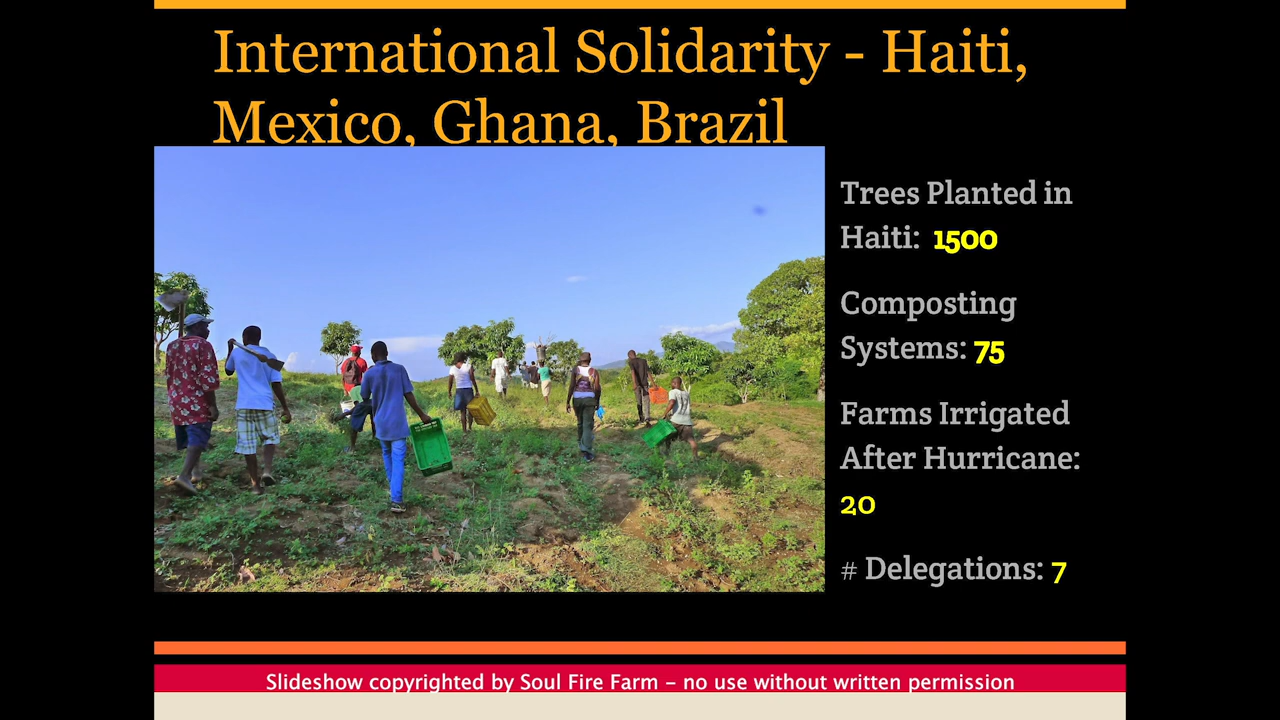 International Solidarity - Haiti,
Mexico, Ghana, Brazil
Trees Planted in
Haiti: 1500
Composting
Systems: 75
Farms Irrigated
After Hurricane:
20
# Delegations: 7
Slideshow copyrighted by Soul Fire Farm – no use without written permission